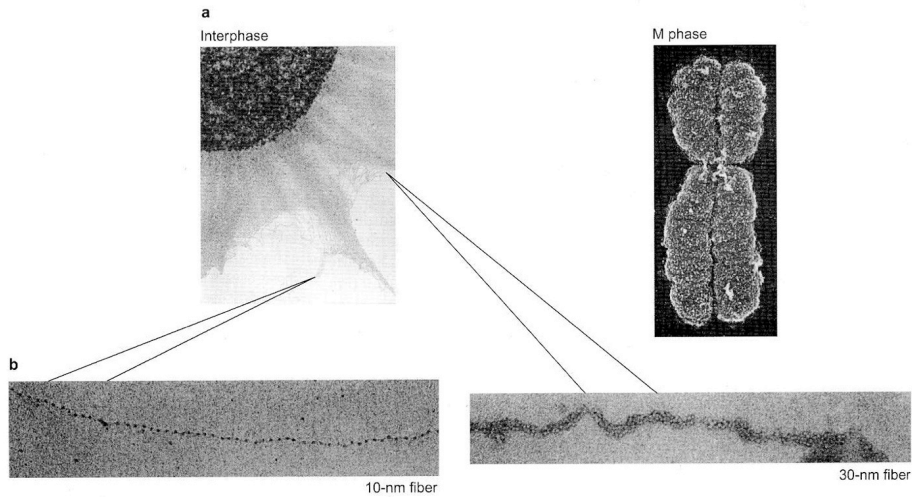 a
Interphase
M phase
b
10-nm fiber
30-nm fiber